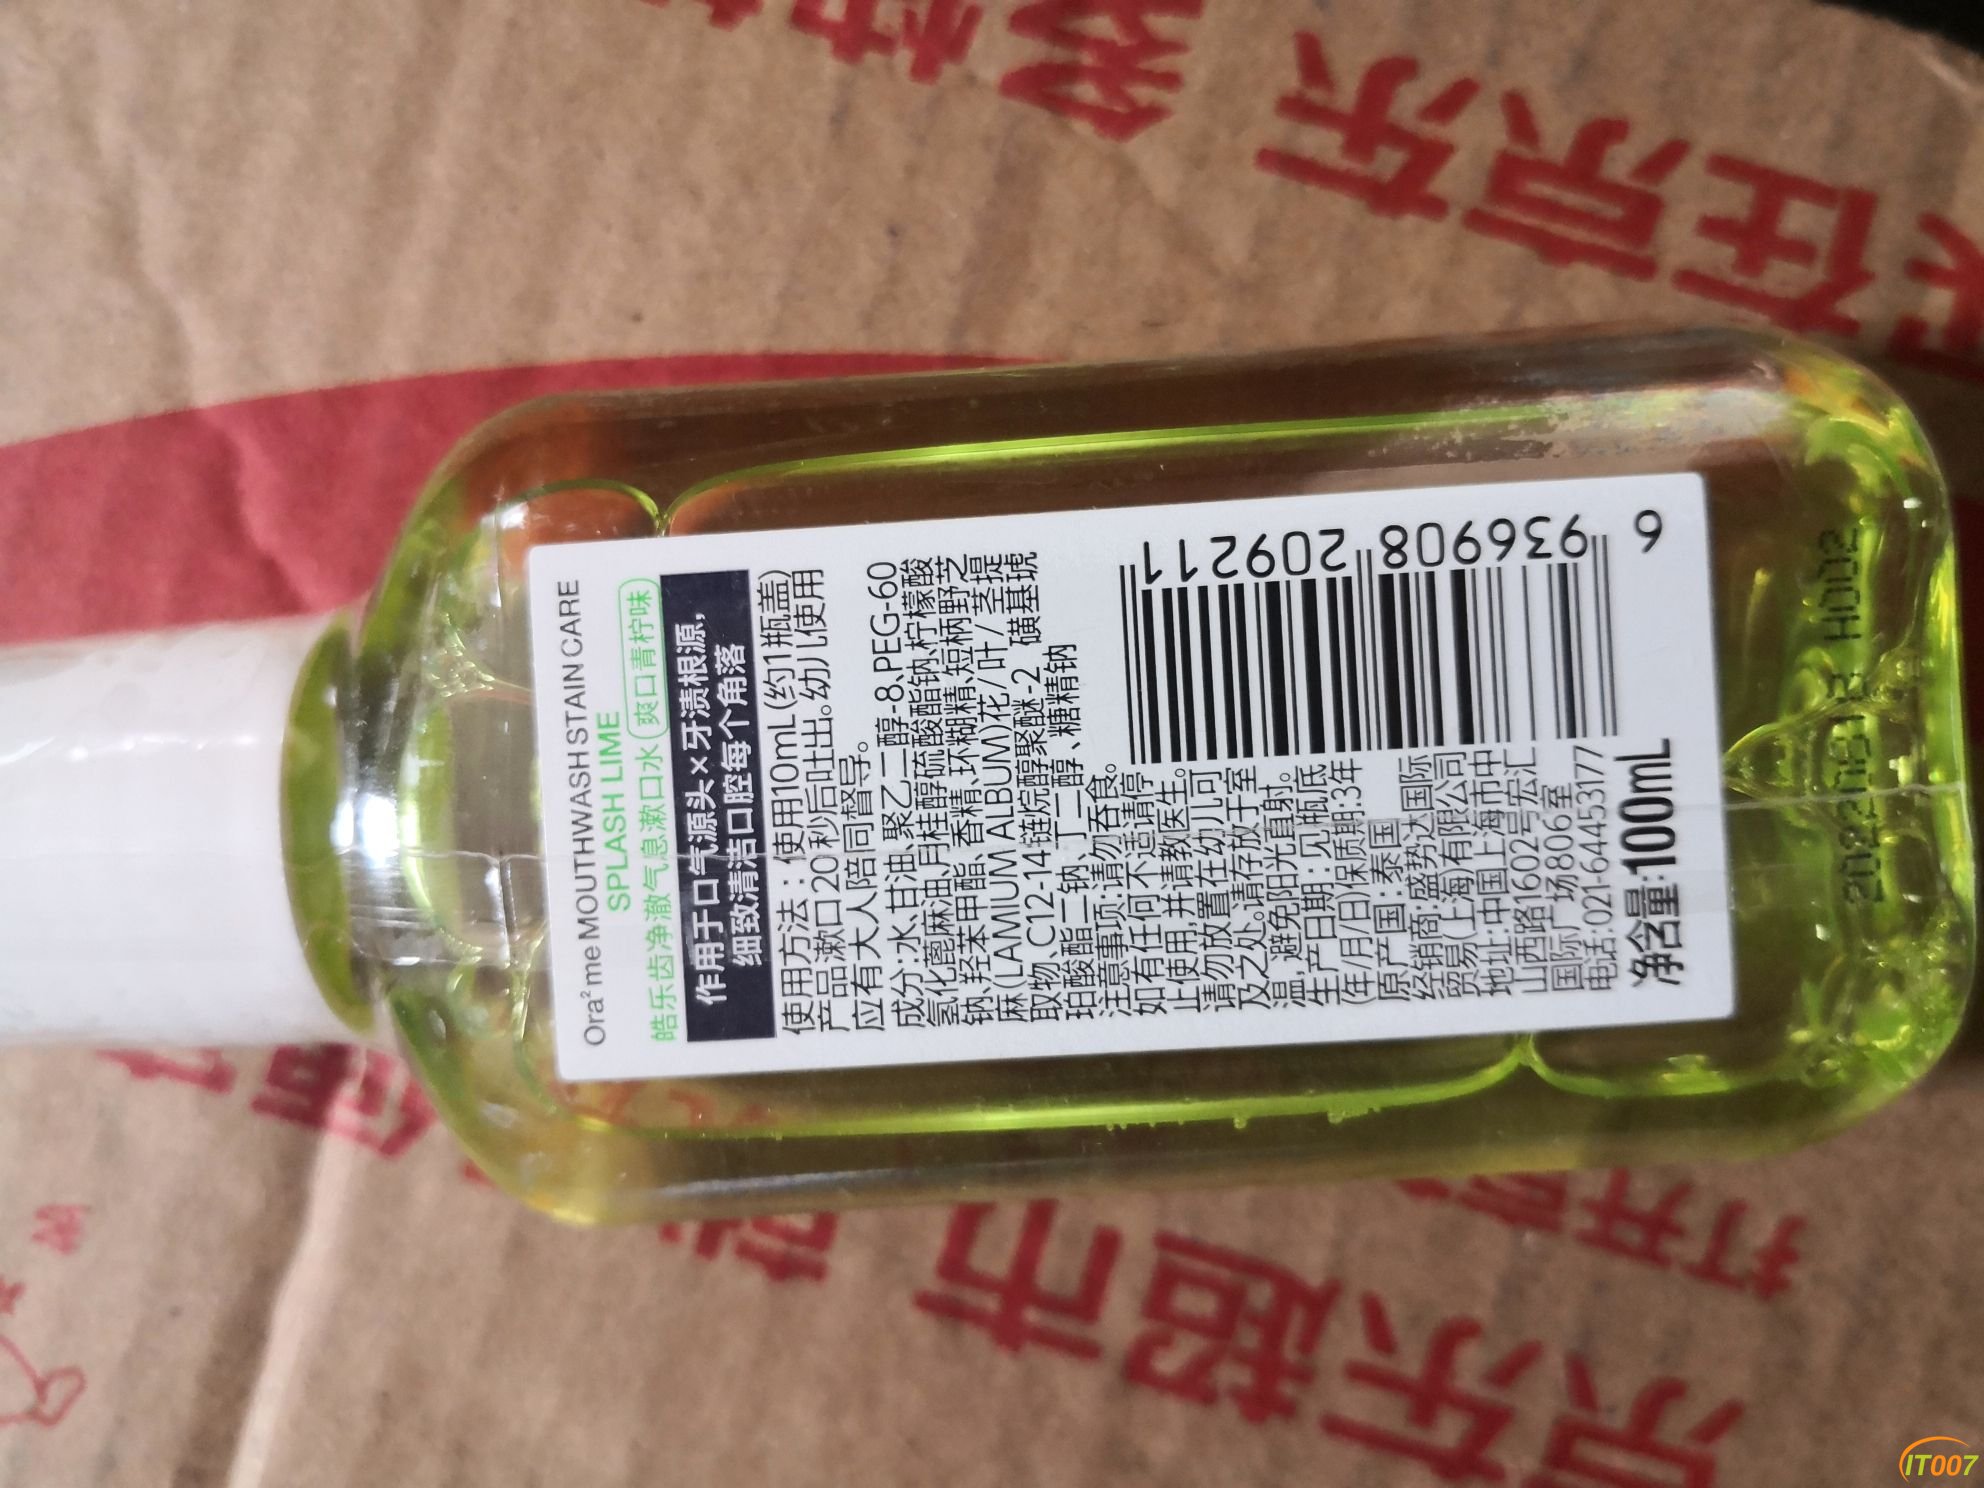 Ora² me MOUTHWASH STAIN CARE
SPLASH LIME
皓乐齿净澈气息漱口水 爽口青柠味
作用于口气源头×牙渍根源,
细致清洁口腔每个角落
使用方法:使用10mL(约1瓶盖)
产品漱口20秒后吐出。幼儿使用
应有大人陪同督导。
成分:水、甘油、聚乙二醇-8、PEG-60
氢化蓖麻油、月桂醇硫酸酯钠、柠檬酸
钠、羟苯甲酯、香精、环糊精、短柄野芝
麻(LAMIUM ALBUM)花/叶/茎提
取物、C12-14链烷醇聚醚-2 磺基琥
珀酸酯二钠、丁二醇、糖精钠
注意事项:请勿吞食。
如有任何不适请停
止使用,并请教医生。
请勿放置在幼儿可
及之处。请存放于室
温,避免阳光直射。
生产日期:见瓶底
(年/月/日)保质期:3年
原产国:泰国
经销商:盛势达国际
贸易(上海)有限公司
地址:中国上海市中
山西路1602号宏汇
国际广场806室
电话:021-64453177
净含量:100mL
6 936908 209211
H002
京东
京东超市
打开
IT007